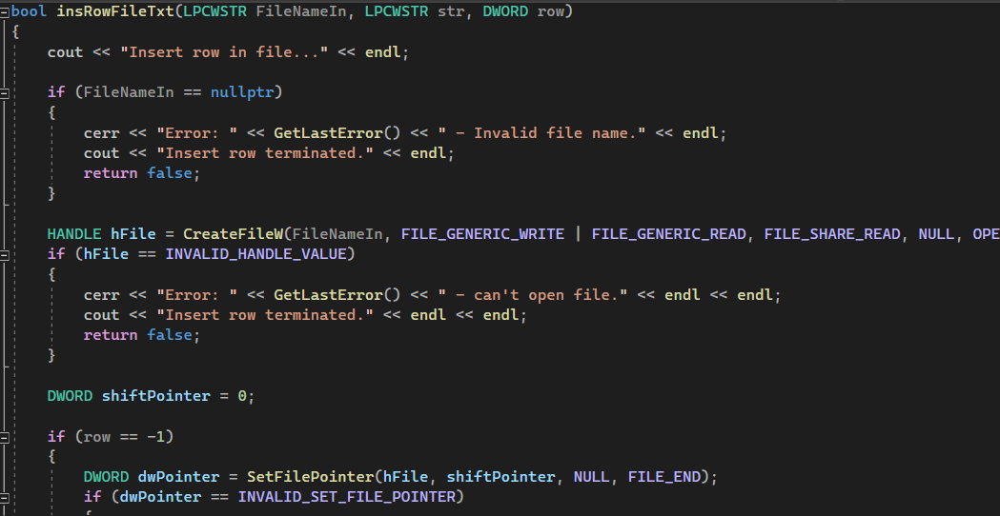 bool insRowFileTxt(LPCWSTR FileNameIn, LPCWSTR str, DWORD row)
{
    cout << "Insert row in file..." << endl;

    if (FileNameIn == nullptr)
    {
        cerr << "Error: " << GetLastError() << " - Invalid file name." << endl;
        cout << "Insert row terminated." << endl;
        return false;
    }

    HANDLE hFile = CreateFileW(FileNameIn, FILE_GENERIC_WRITE | FILE_GENERIC_READ, FILE_SHARE_READ, NULL, OPE
    if (hFile == INVALID_HANDLE_VALUE)
    {
        cerr << "Error: " << GetLastError() << " - can't open file." << endl << endl;
        cout << "Insert row terminated." << endl << endl;
        return false;
    }

    DWORD shiftPointer = 0;

    if (row == -1)
    {
        DWORD dwPointer = SetFilePointer(hFile, shiftPointer, NULL, FILE_END);
        if (dwPointer == INVALID_SET_FILE_POINTER)
        {